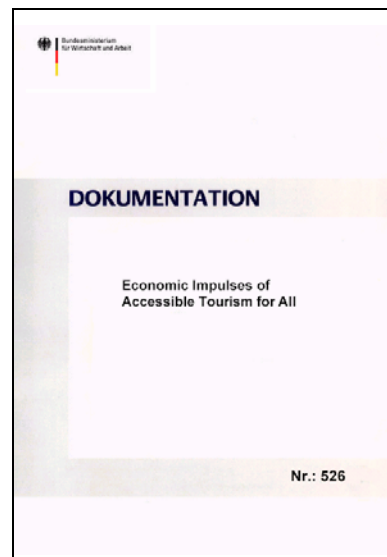 Bundesministerium
für Wirtschaft und Arbeit
DOKUMENTATION
Economic Impulses of
Accessible Tourism for All
Nr.: 526